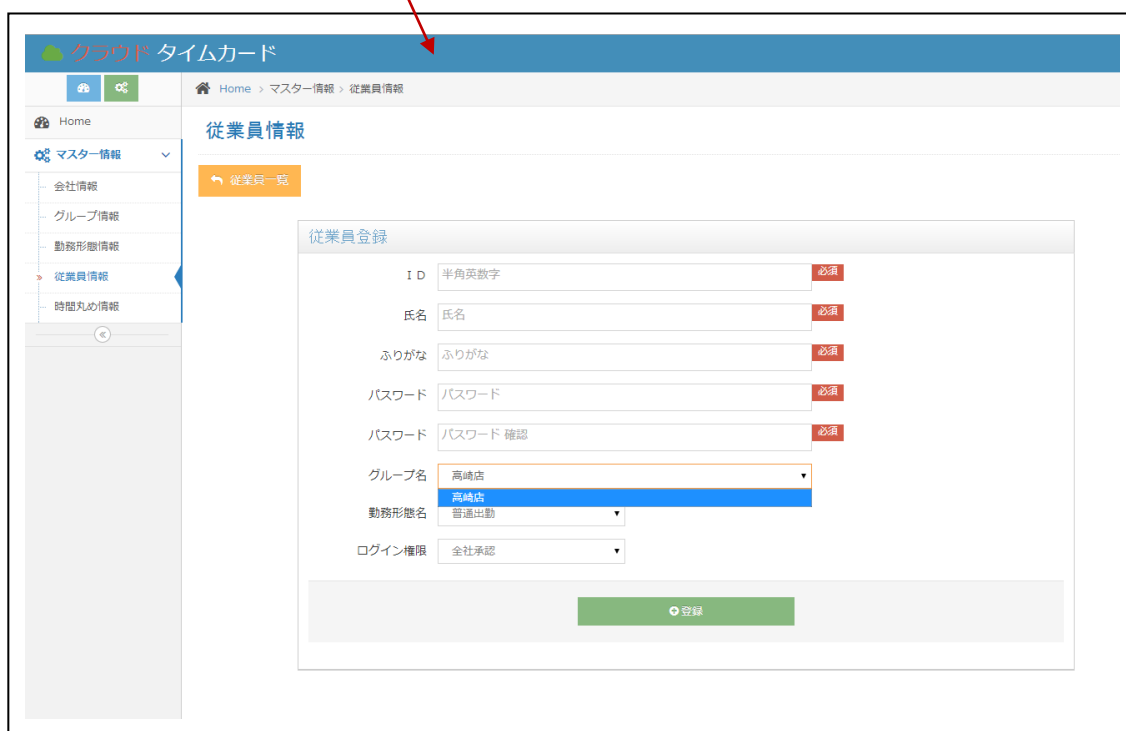 クラウド タイムカード
Home > マスター情報 > 従業員情報
Home
マスター情報
会社情報
グループ情報
勤務形態情報
従業員情報
時間丸め情報
従業員情報
従業員一覧
従業員登録
ID 半角英数字 必須
氏名 氏名 必須
ふりがな ふりがな 必須
パスワード パスワード 必須
パスワード パスワード 確認 必須
グループ名 高崎店
高崎店
勤務形態名 普通出勤
ログイン権限 全社承認
登録